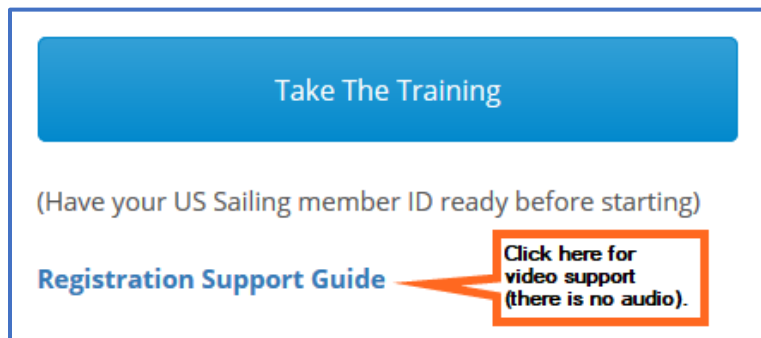 Take The Training
(Have your US Sailing member ID ready before starting)
Registration Support Guide
Click here for
video support
(there is no audio).